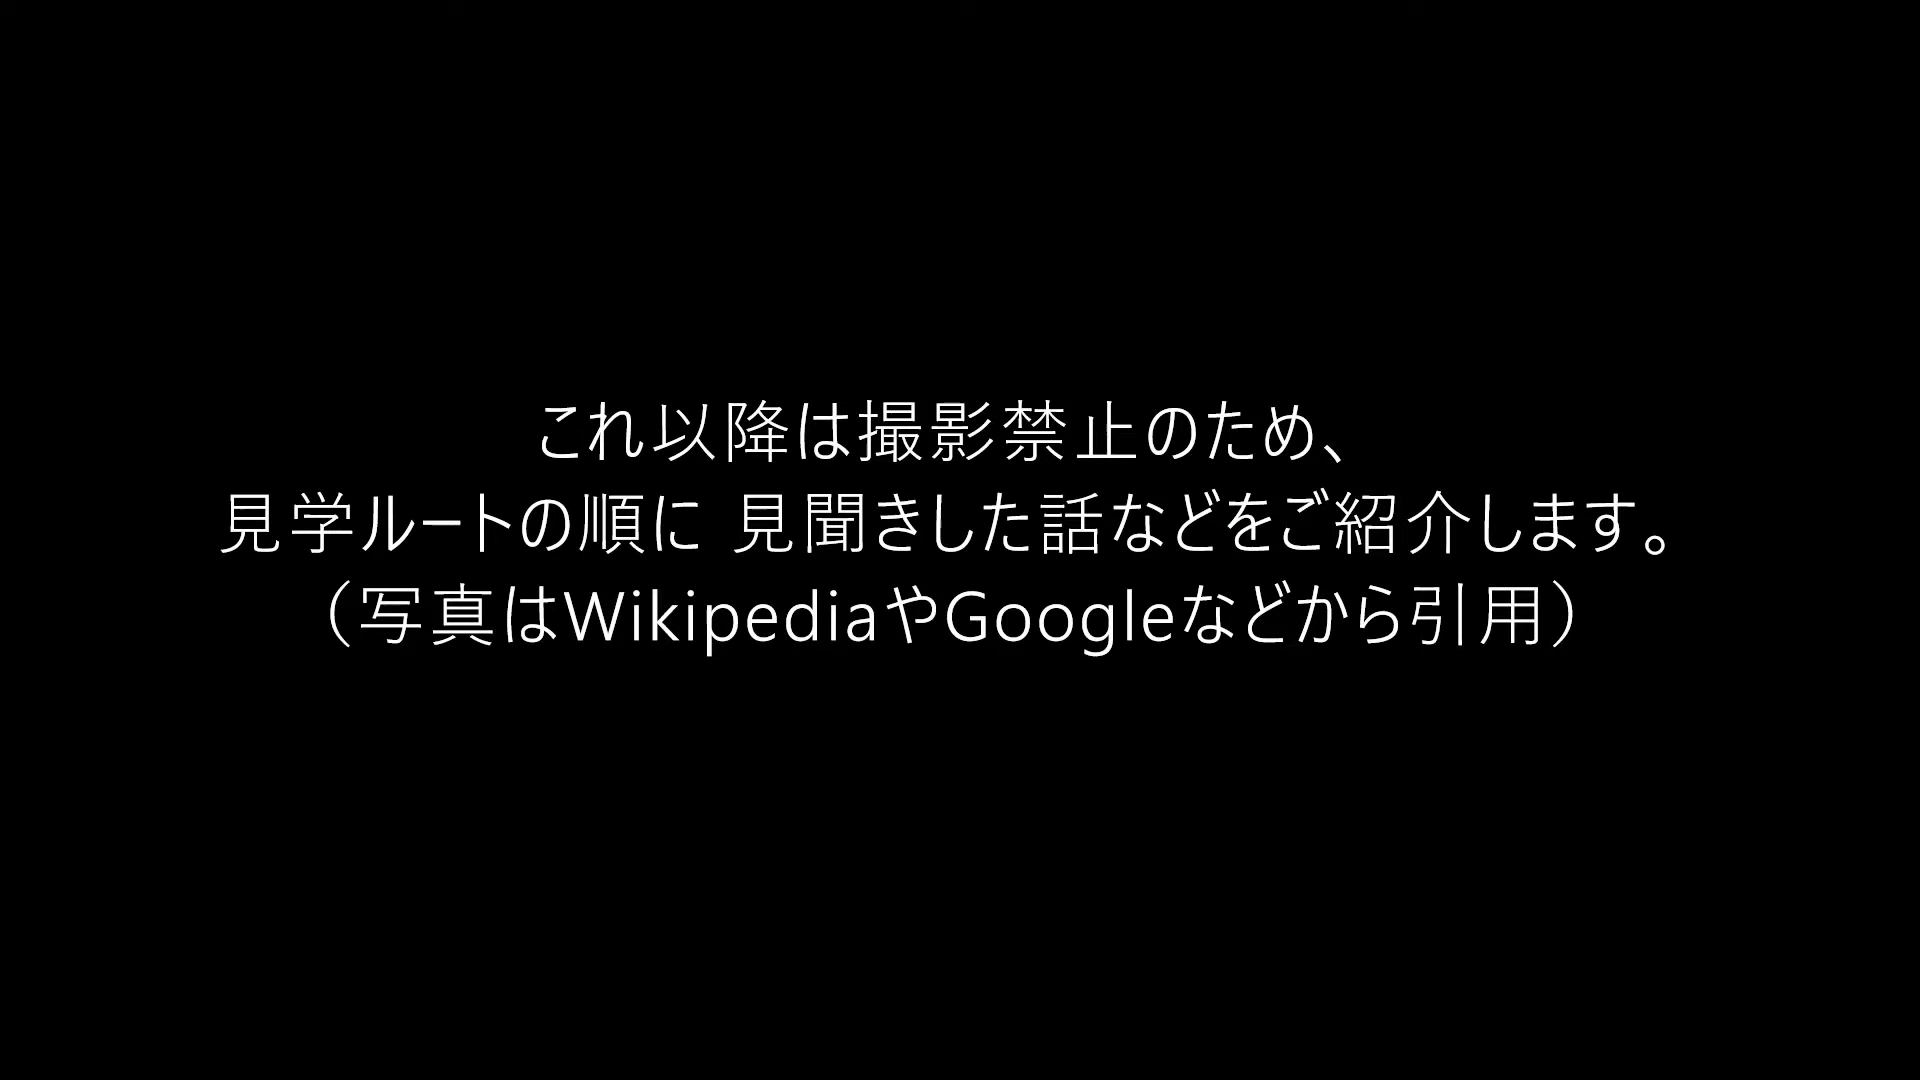 これ以降は撮影禁止のため、
見学ルートの順に 見聞きした話などをご紹介します。
（写真はWikipediaやGoogleなどから引用）